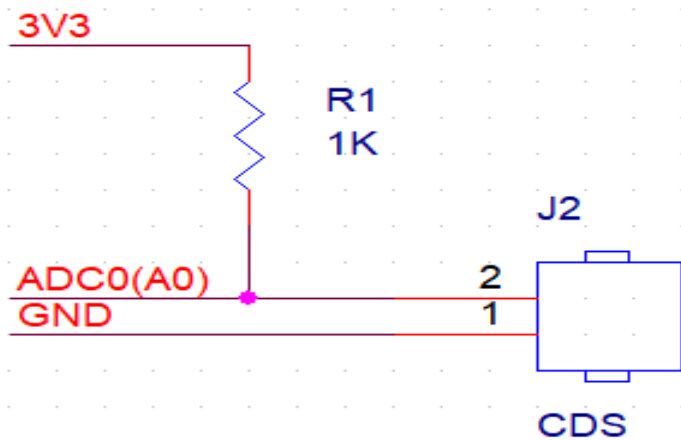 3V3
R1
1K
J2
ADC0(A0)
2
GND
1
CDS